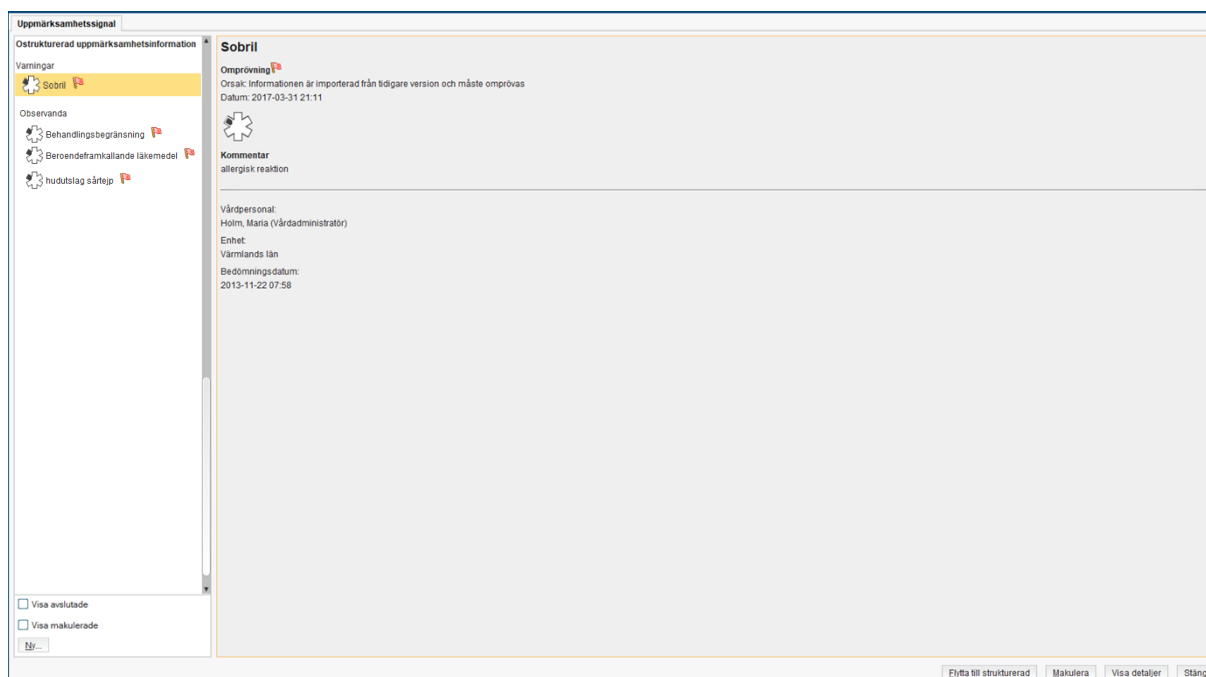 Uppmärksamhetssignal
Ostrukturerad uppmärksamhetsinformation
Varningar
Sobril
Observanda
Behandlingsbegränsning
Beroendeframkallande läkemedel
hudutslag sårtejp
Visa avslutade
Visa makulerade
Ny...
Sobril
Omprövning
Orsak: Informationen är importerad från tidigare version och måste omprövas
Datum: 2017-03-31 21:11
Kommentar
allergisk reaktion
Vårdpersonal:
Holm, Maria (Vårdadministratör)
Enhet:
Värmlands län
Bedömningsdatum:
2013-11-22 07:58
Flytta till strukturerad
Makulera
Visa detaljer
Stäng